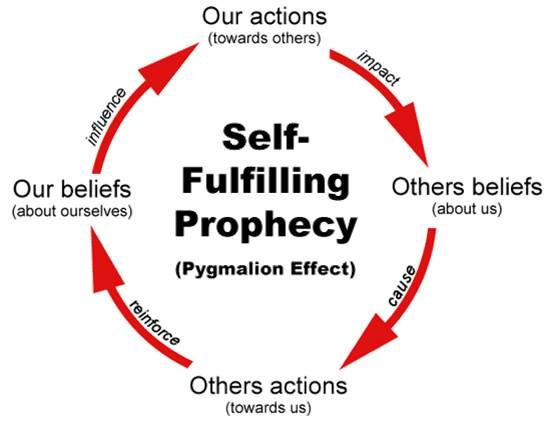 Our actions
(towards others)
impact
Others beliefs
(about us)
cause
Others actions
(towards us)
reinforce
Our beliefs
(about ourselves)
influence
Self-
Fulfilling
Prophecy
(Pygmalion Effect)